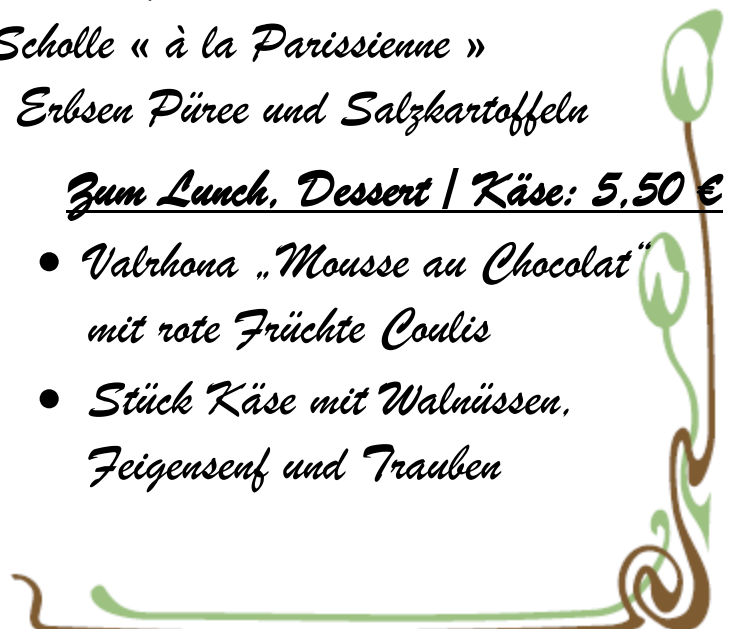 Scholle « à la Parissienne »
Erbsen Püree und Salzkartoffeln
Zum Lunch, Dessert / Käse: 5,50 €
• Valrhona „Mousse au Chocolat“
mit rote Früchte Coulis
• Stück Käse mit Walnüssen,
Feigensenf und Trauben